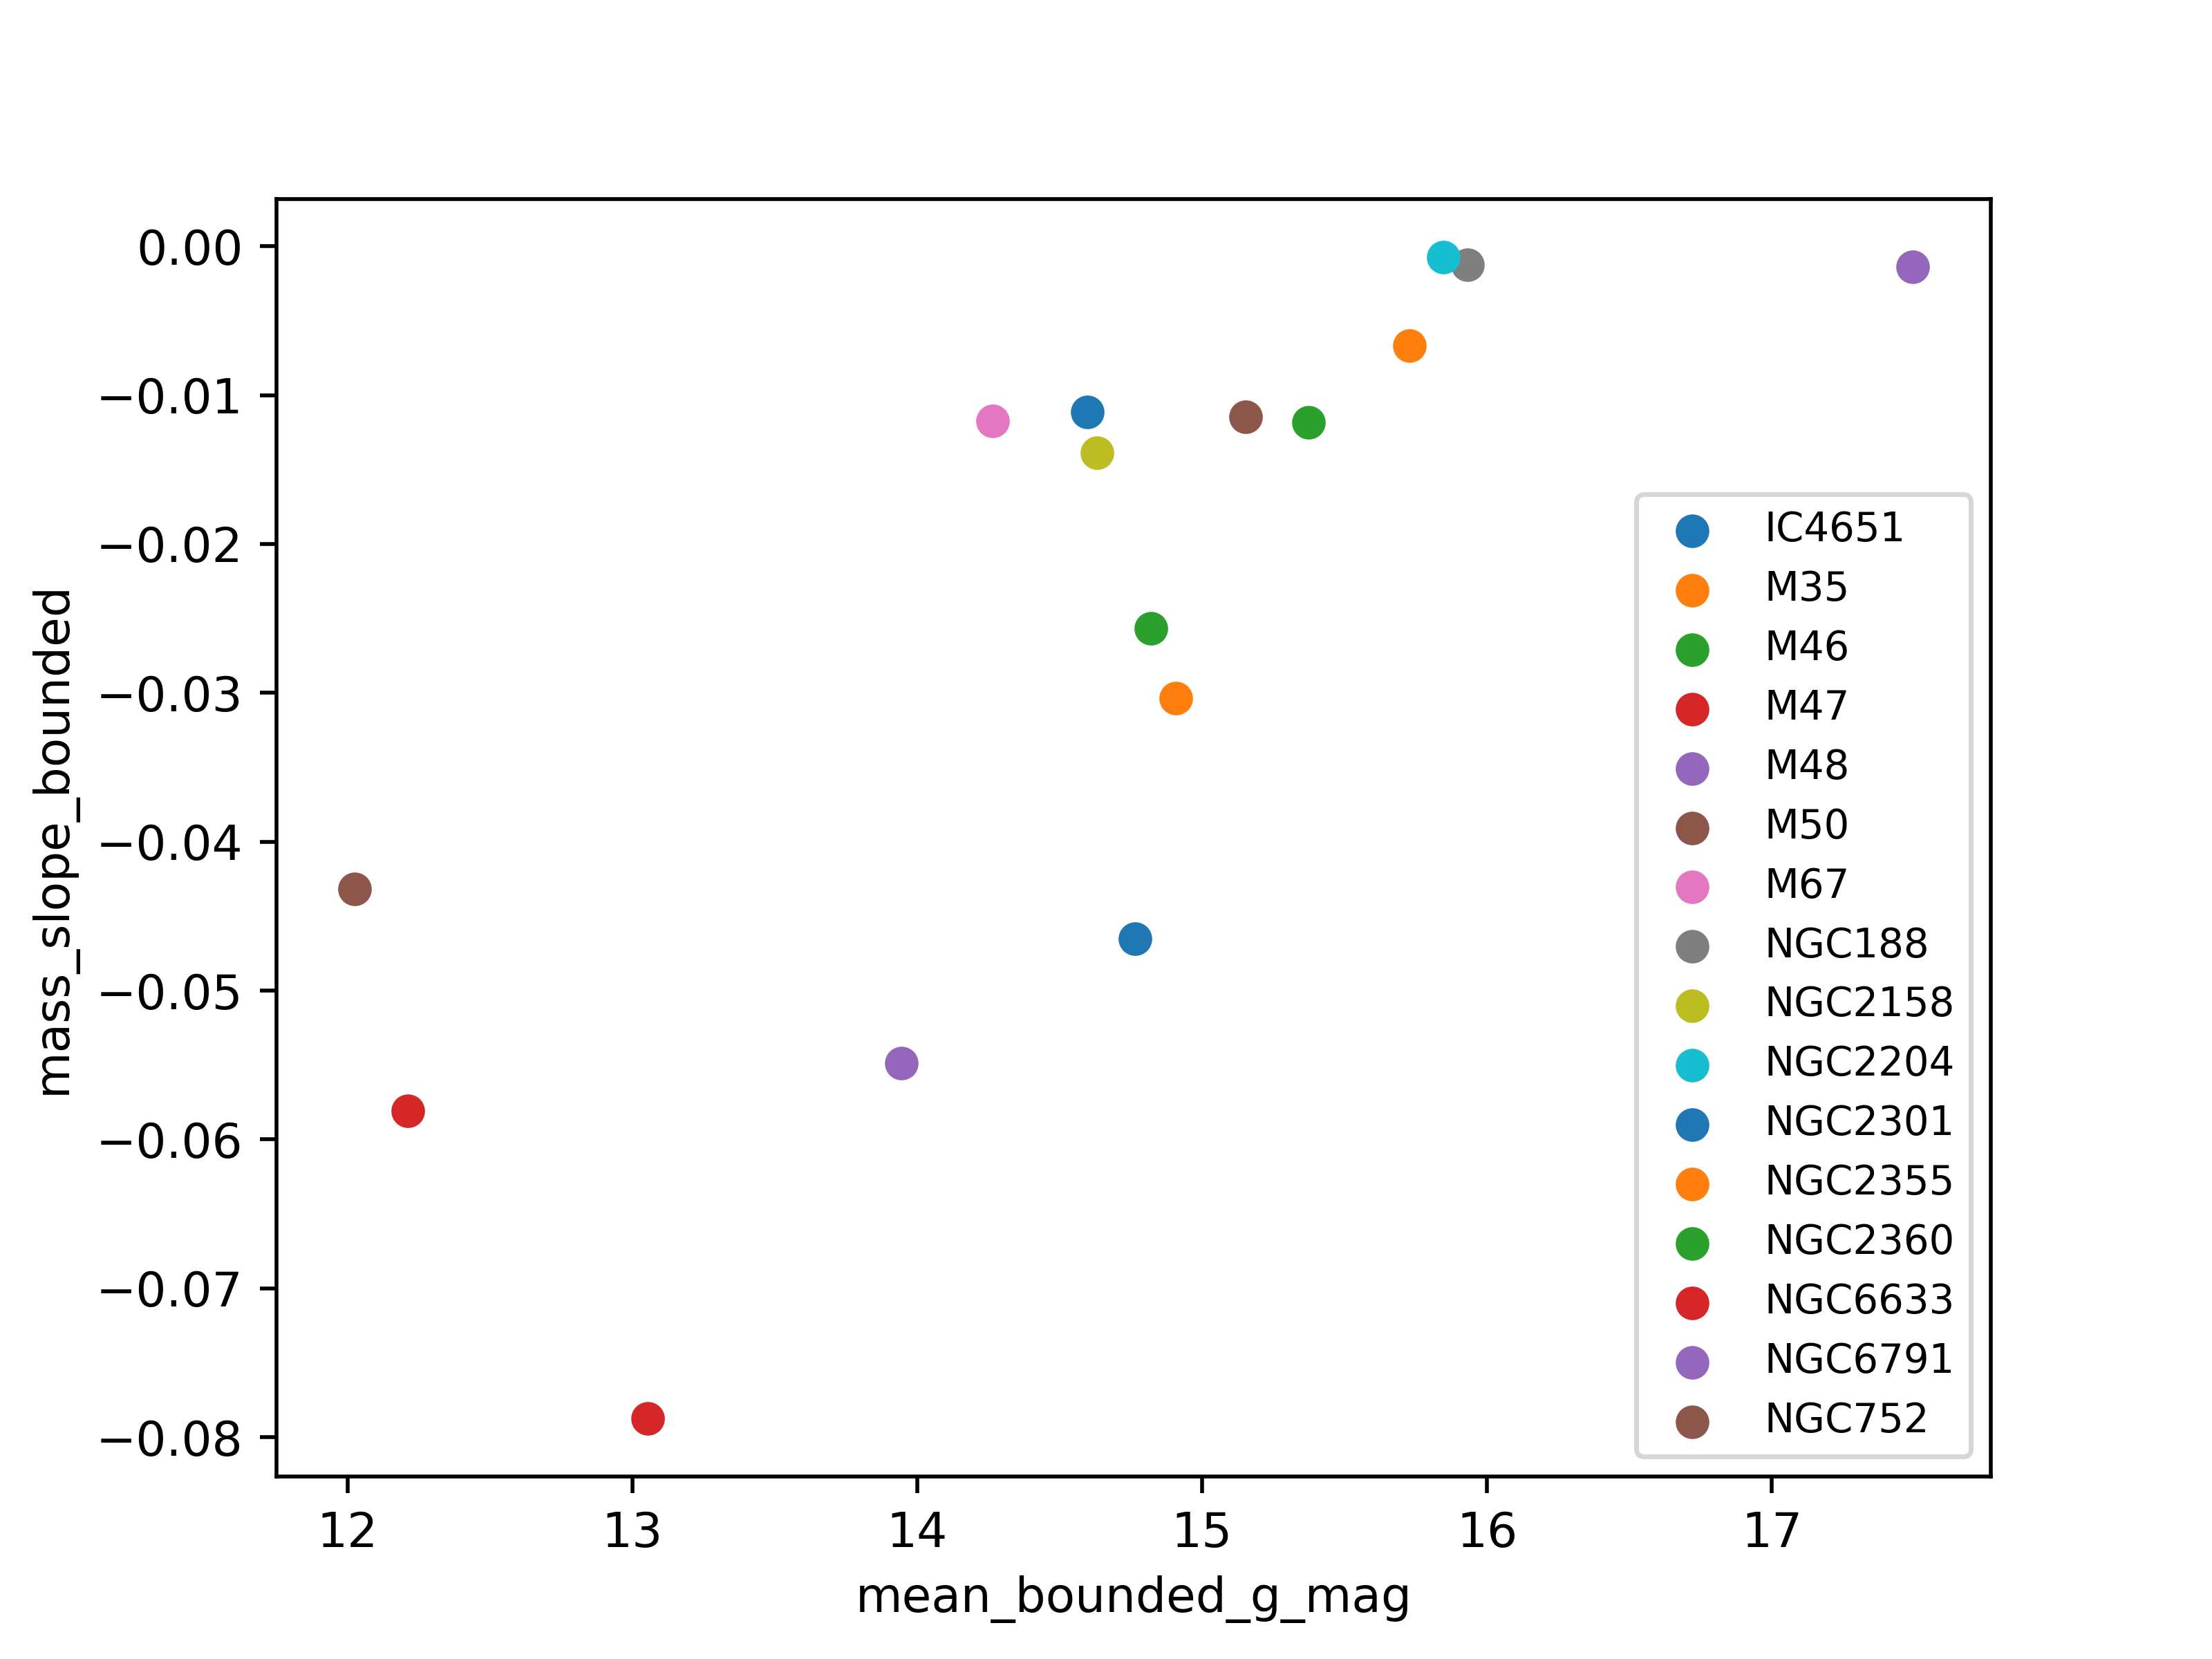 0.00
−0.01
−0.02
−0.03
−0.04
−0.05
−0.06
−0.07
−0.08
mass_slope_bounded
12 13 14 15 16 17
mean_bounded_g_mag
IC4651
M35
M46
M47
M48
M50
M67
NGC188
NGC2158
NGC2204
NGC2301
NGC2355
NGC2360
NGC6633
NGC6791
NGC752